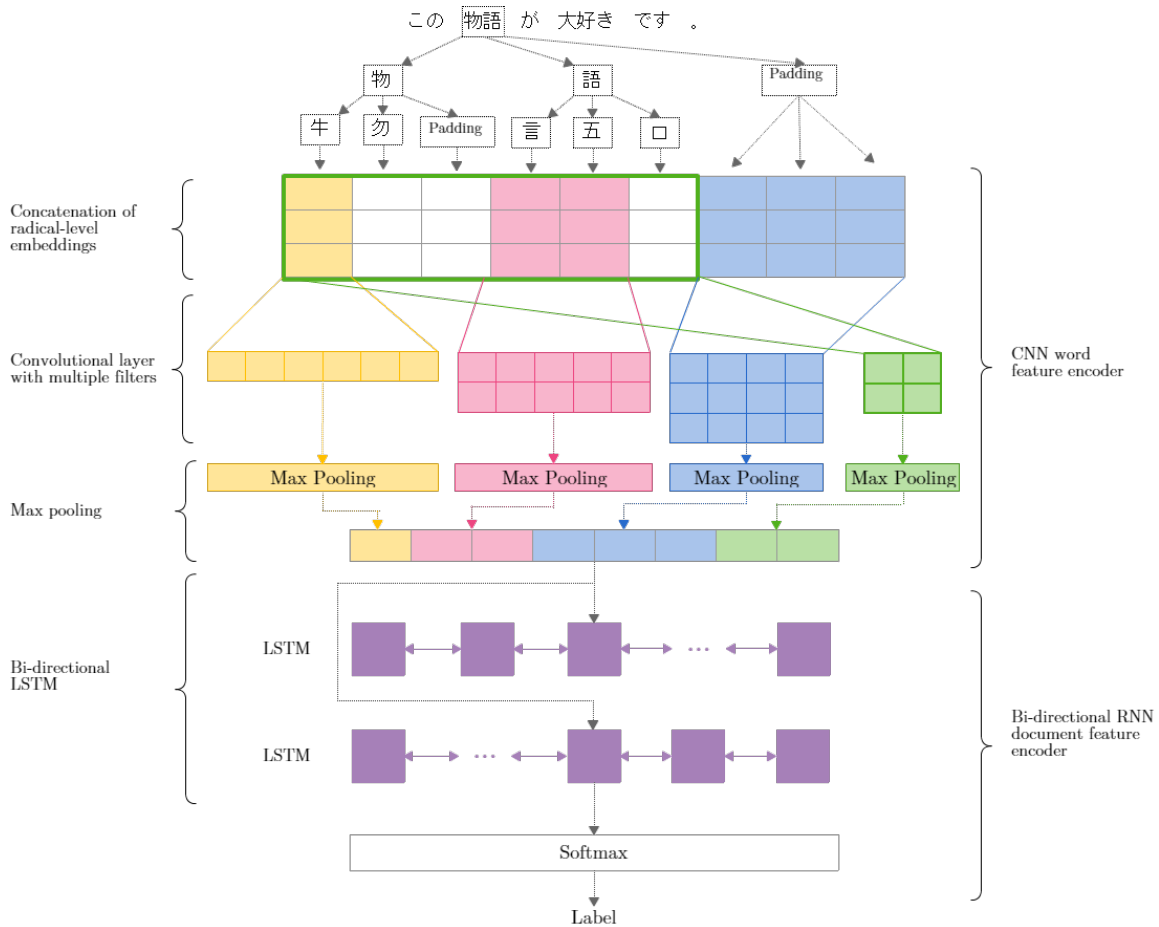 この 物語 が 大好き です 。
物 語 Padding
牛 勿 Padding 言 五 口
Concatenation of
radical-level
embeddings
Convolutional layer
with multiple filters
CNN word
feature encoder
Max Pooling Max Pooling Max Pooling Max Pooling
Max pooling
LSTM
Bi-directional
LSTM
Bi-directional RNN
document feature
encoder
LSTM
Softmax
Label